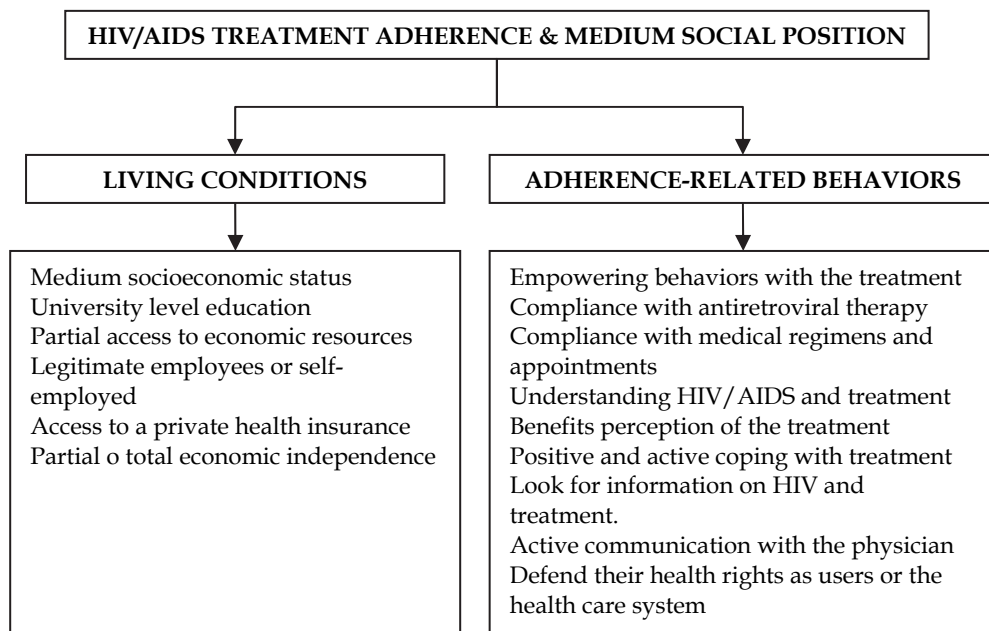 HIV/AIDS TREATMENT ADHERENCE & MEDIUM SOCIAL POSITION
LIVING CONDITIONS
Medium socioeconomic status
University level education
Partial access to economic resources
Legitimate employees or self-
employed
Access to a private health insurance
Partial o total economic independence
ADHERENCE-RELATED BEHAVIORS
Empowering behaviors with the treatment
Compliance with antiretroviral therapy
Compliance with medical regimens and
appointments
Understanding HIV/AIDS and treatment
Benefits perception of the treatment
Positive and active coping with treatment
Look for information on HIV and
treatment.
Active communication with the physician
Defend their health rights as users or the
health care system